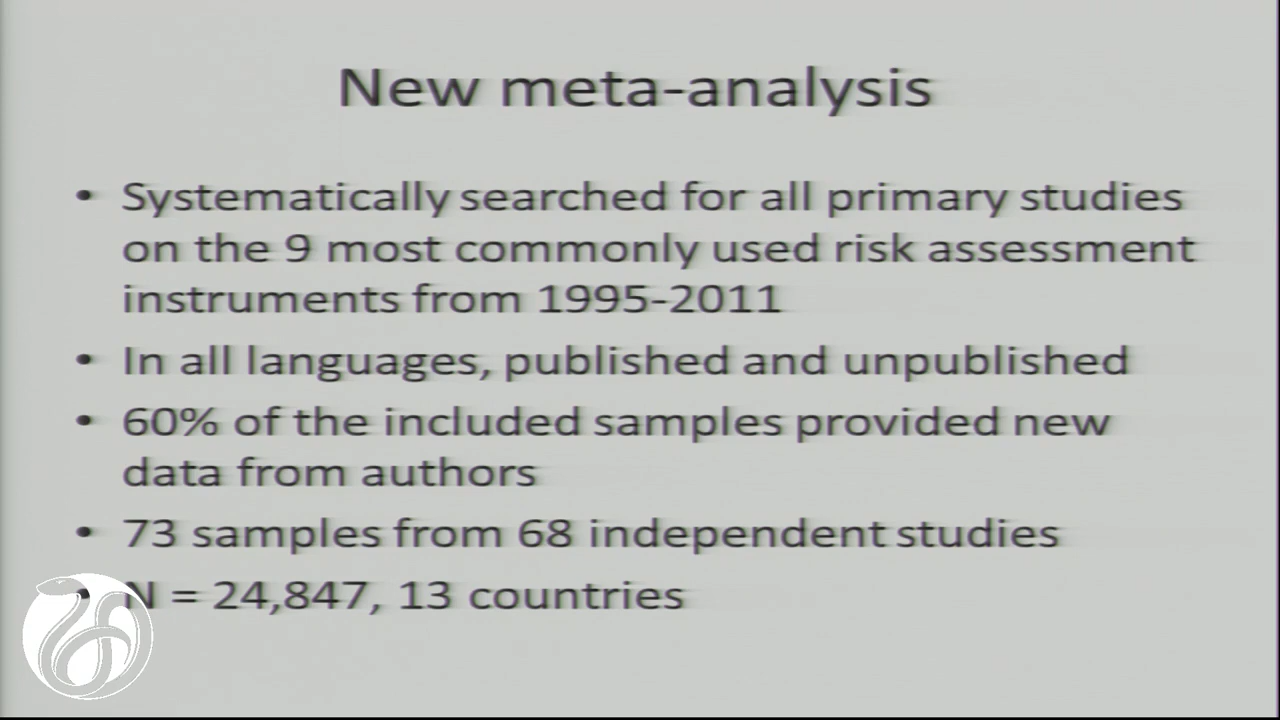 New meta-analysis
• Systematically searched for all primary studies
on the 9 most commonly used risk assessment
instruments from 1995-2011
• In all languages, published and unpublished
• 60% of the included samples provided new
data from authors
• 73 samples from 68 independent studies
• N = 24,847, 13 countries